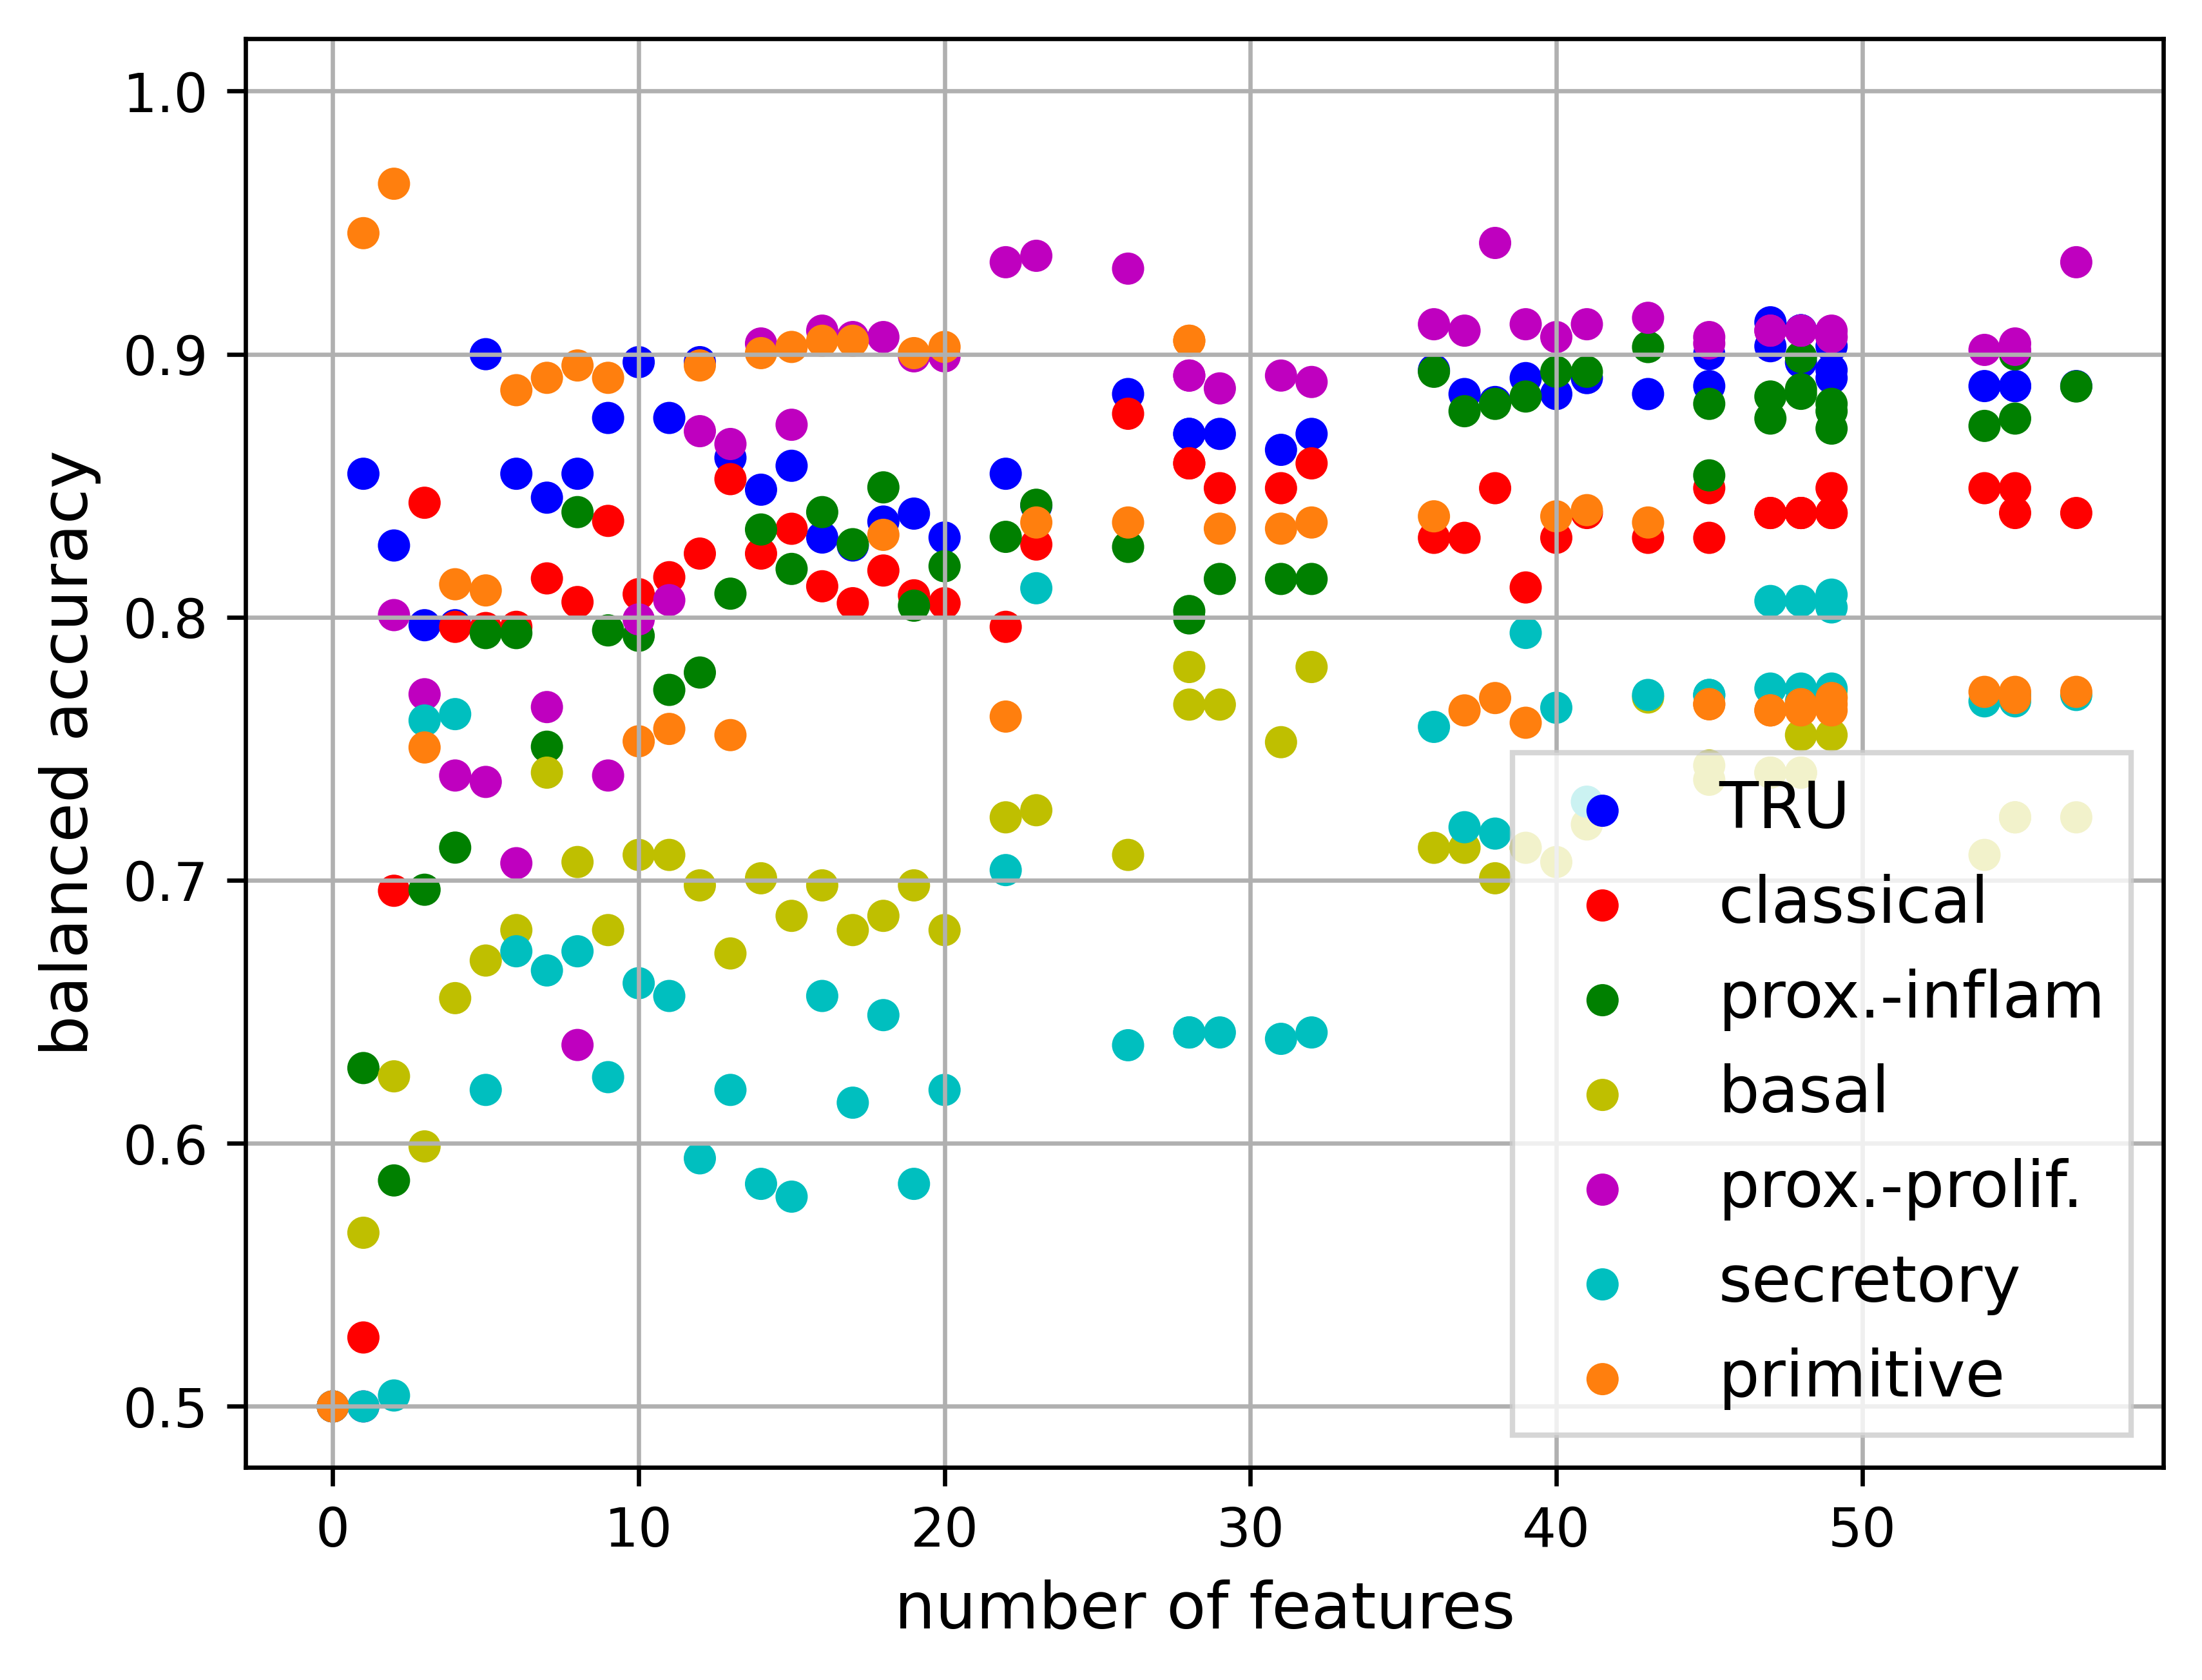 balanced accuracy
1.0
0.9
0.8
0.7
0.6
0.5
TRU
classical
prox.-inflam
basal
prox.-prolif.
secretory
primitive
0 10 20 30 40 50
number of features